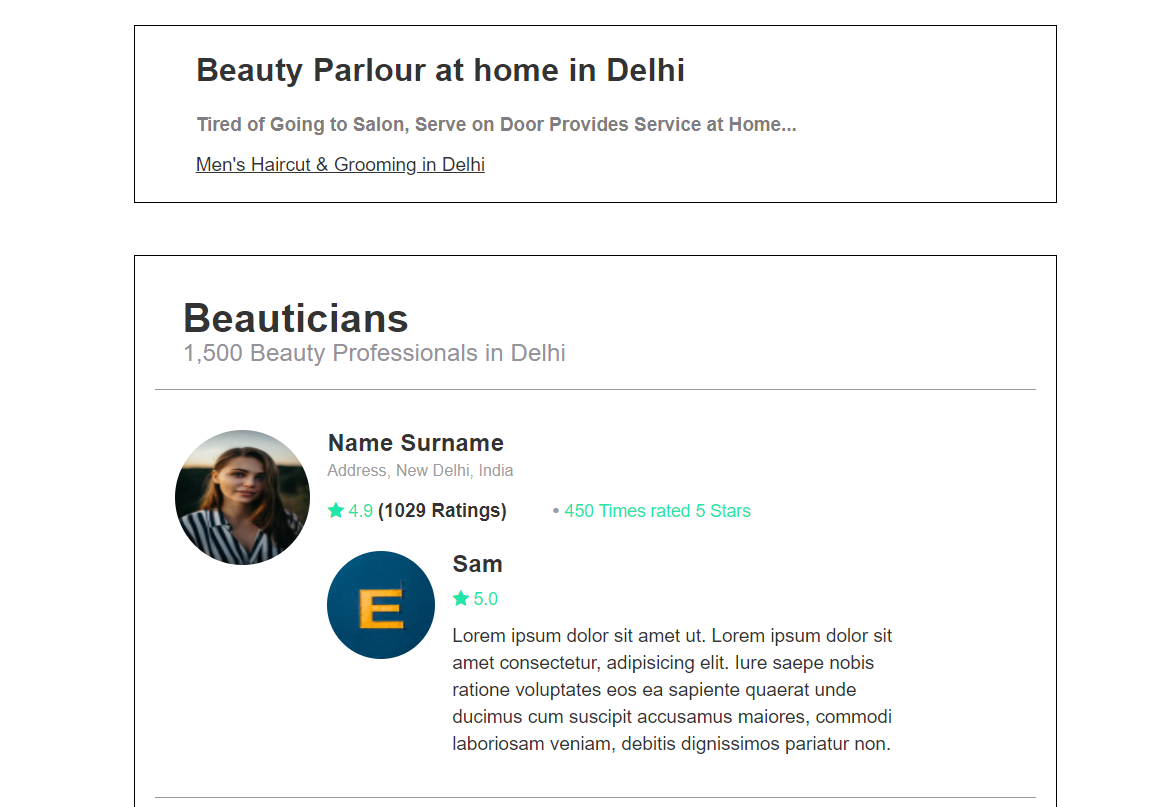 Beauty Parlour at home in Delhi
Tired of Going to Salon, Serve on Door Provides Service at Home...
Men's Haircut & Grooming in Delhi
Beauticians
1,500 Beauty Professionals in Delhi
Name Surname
Address, New Delhi, India
★ 4.9 (1029 Ratings) • 450 Times rated 5 Stars
E
Sam
★ 5.0
Lorem ipsum dolor sit amet ut. Lorem ipsum dolor sit
amet consectetur, adipisicing elit. Iure saepe nobis
ratione voluptates eos ea sapiente quaerat unde
ducimus cum suscipit accusamus maiores, commodi
laboriosam veniam, debitis dignissimos pariatur non.